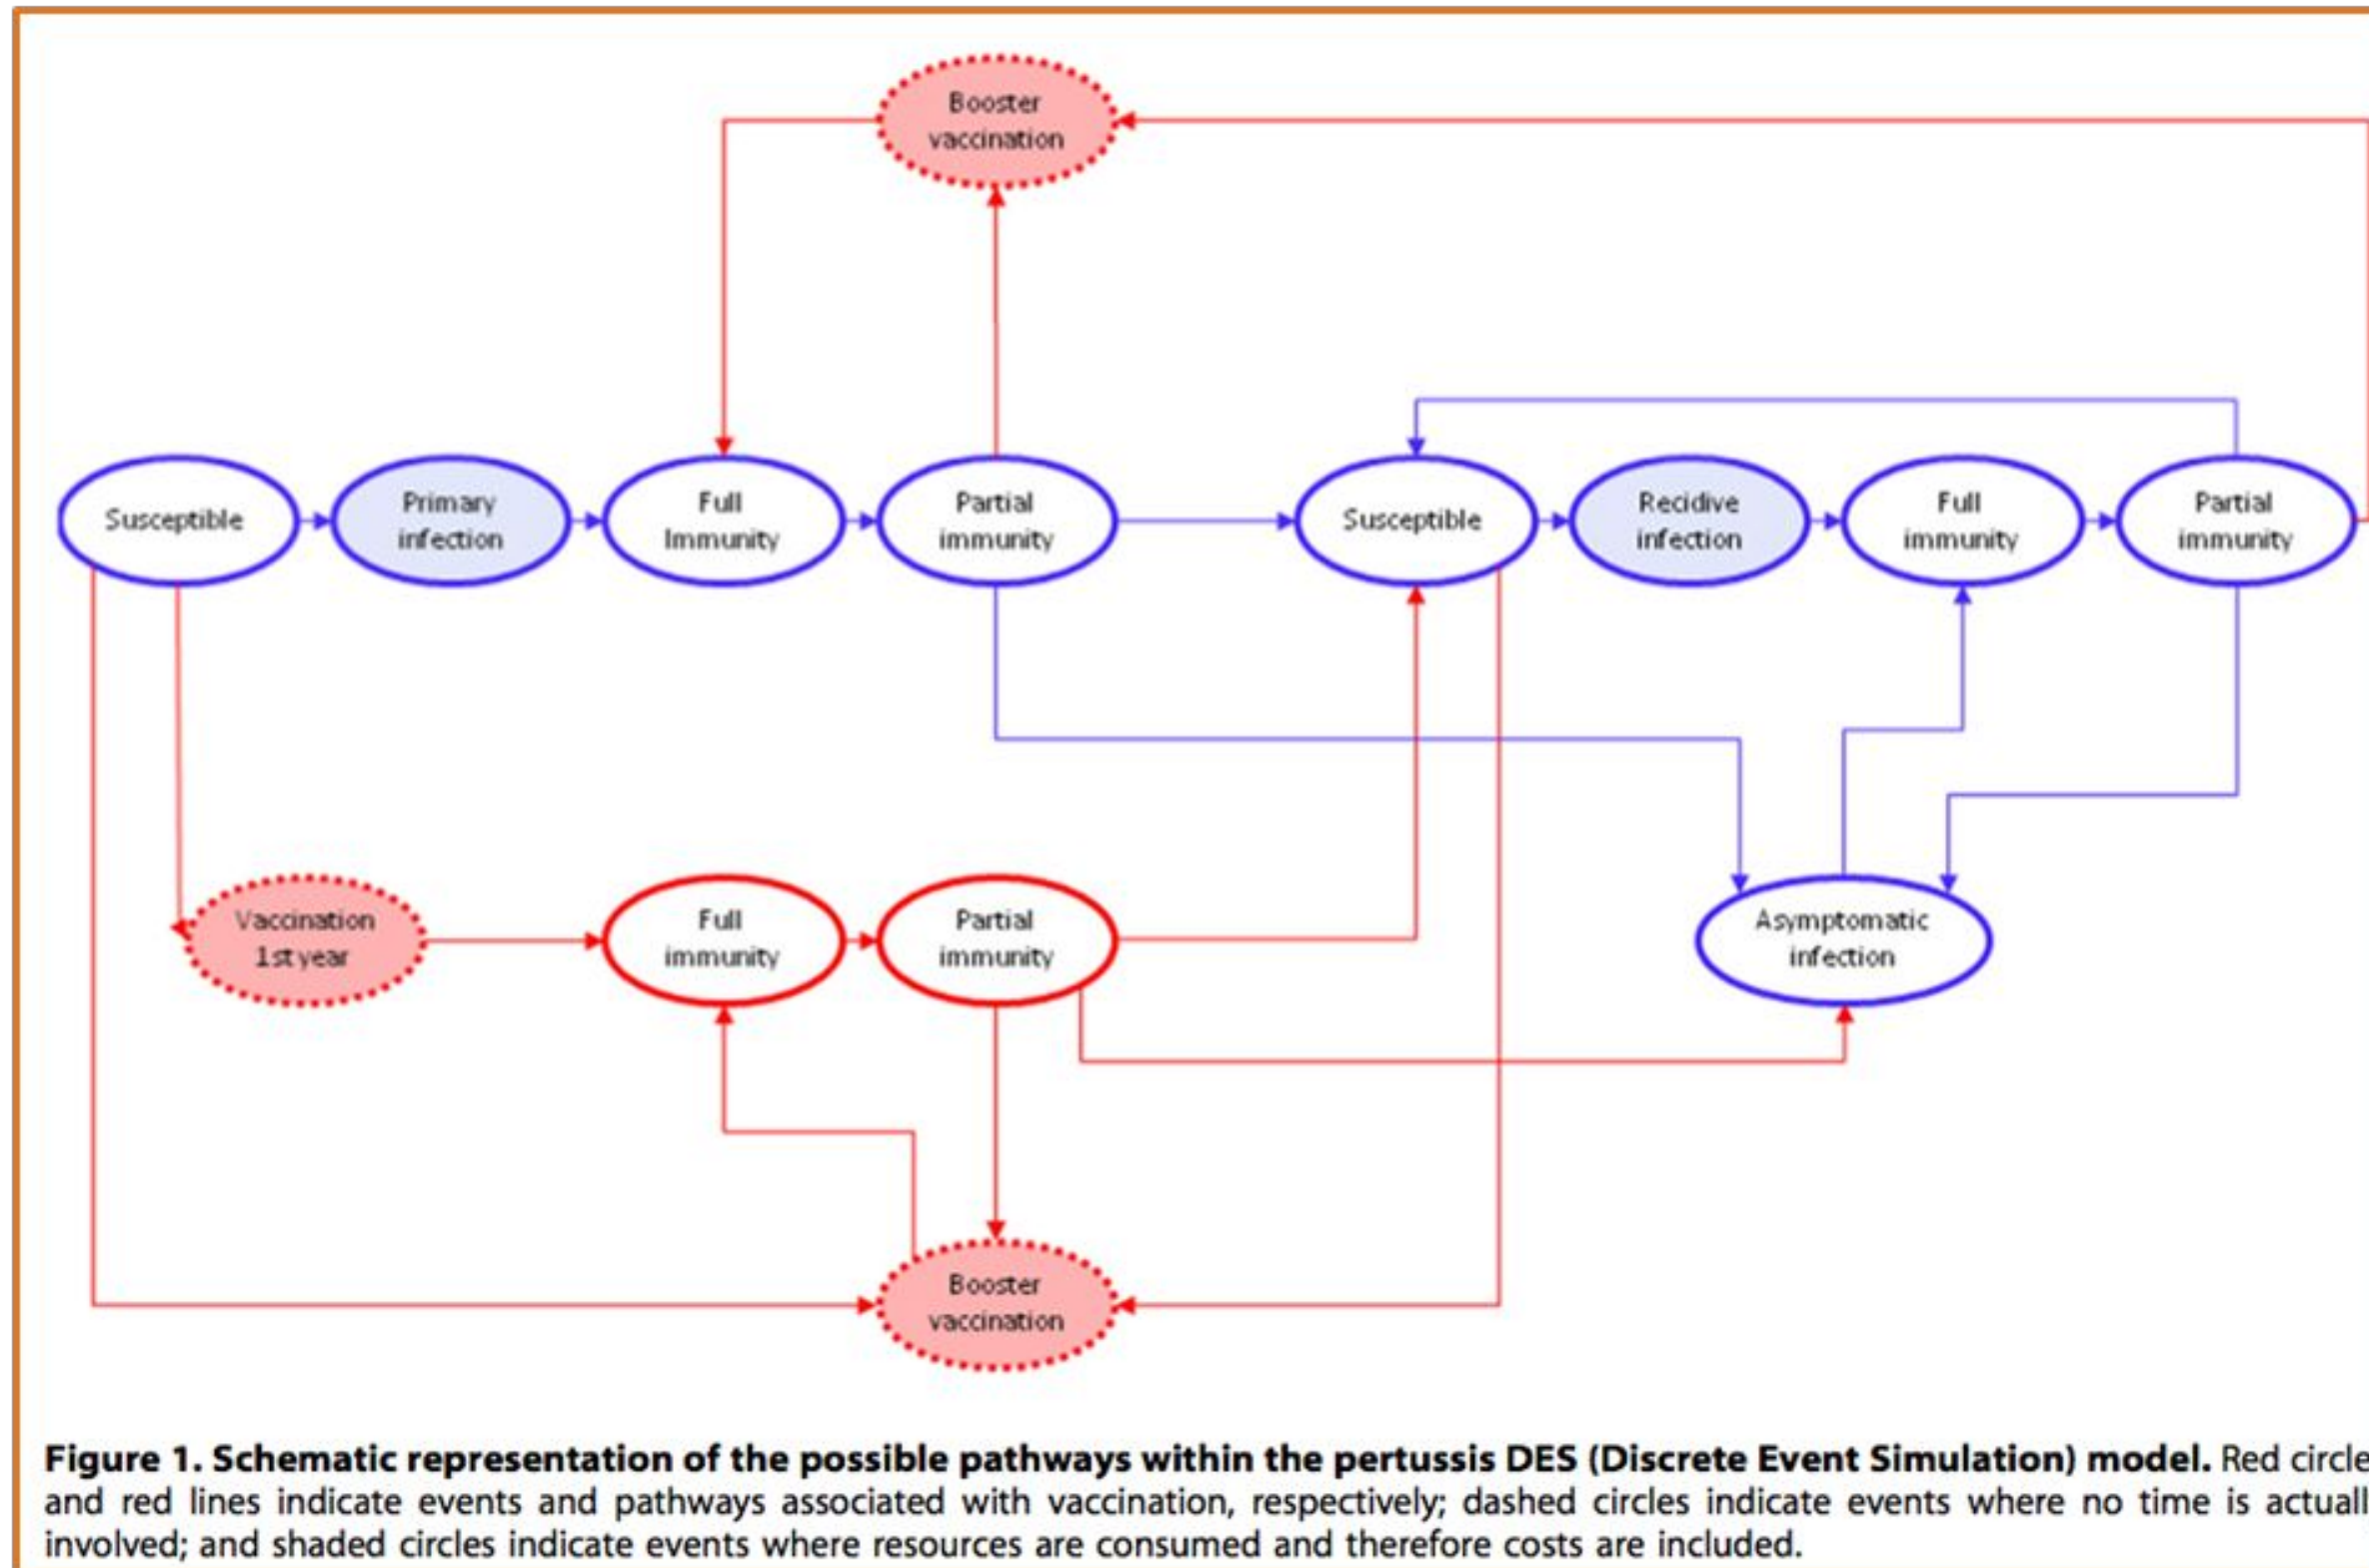 Booster
vaccination
Susceptible
Primary
infection
Full
Immunity
Partial
immunity
Susceptible
Recidive
infection
Full
immunity
Partial
immunity
Vaccination
1st year
Full
immunity
Partial
immunity
Asymptomatic
infection
Booster
vaccination
Figure 1. Schematic representation of the possible pathways within the pertussis DES (Discrete Event Simulation) model. Red circle
and red lines indicate events and pathways associated with vaccination, respectively; dashed circles indicate events where no time is actuall
involved; and shaded circles indicate events where resources are consumed and therefore costs are included.